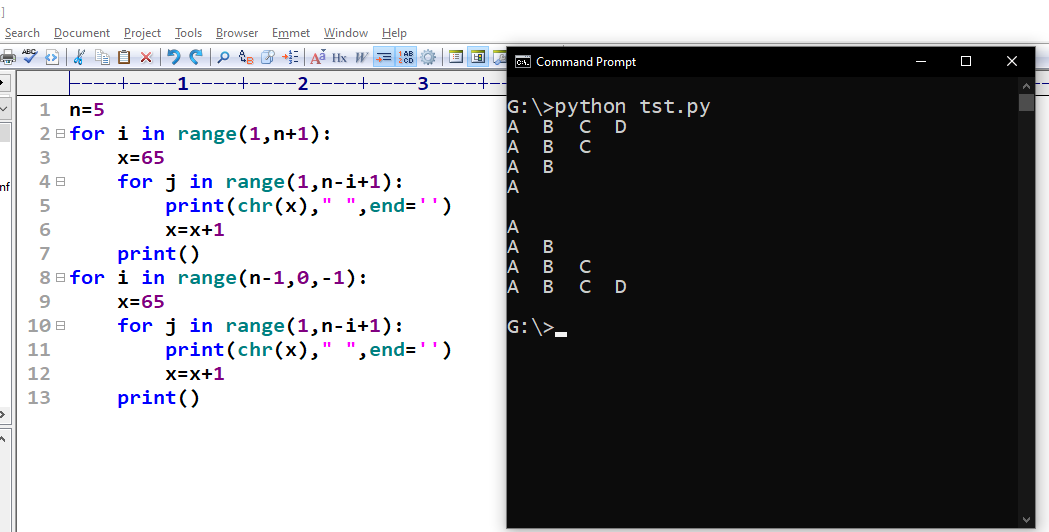 ]
Search Document Project Tools Browser Emmet Window Help
ABC Hx W
1 2 3
nf
1 n=5
2 for i in range(1,n+1):
3 x=65
4 for j in range(1,n-i+1):
5 print(chr(x)," ",end='')
6 x=x+1
7 print()
8 for i in range(n-1,0,-1):
9 x=65
10 for j in range(1,n-i+1):
11 print(chr(x)," ",end='')
12 x=x+1
13 print()
Command Prompt
G:\>python tst.py
A B C D
A B C
A B
A
A
A B
A B C
A B C D
G:\>